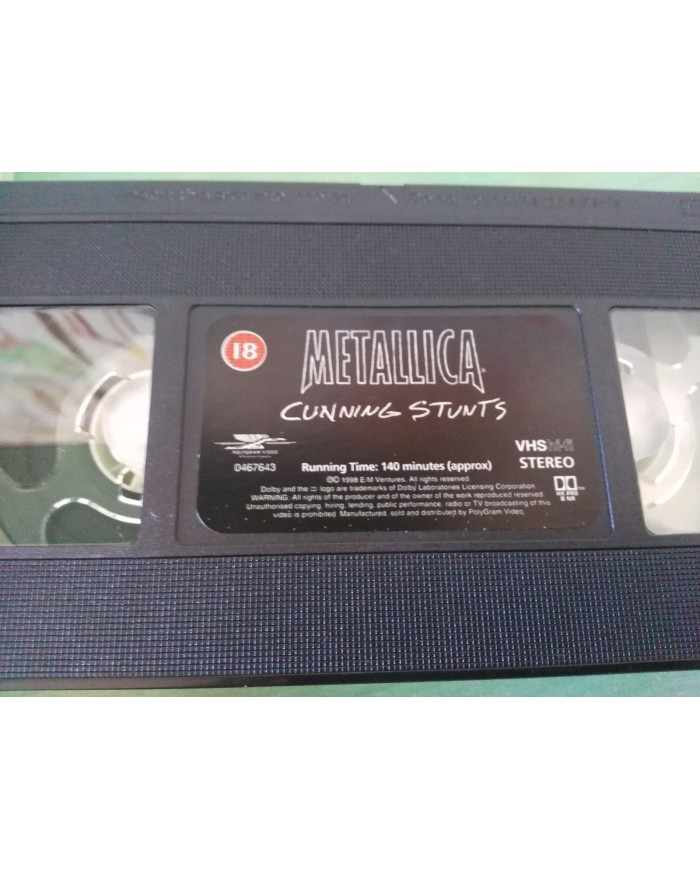 18
METALLICA
CUNNING STUNTS
POLYGRAM VIDEO
0467643
Running Time: 140 minutes (approx)
VHS hi-fi
STEREO
©© 1998 E/M Ventures. All rights reserved.
Dolby and the logo are trademarks of Dolby Laboratories Licensing Corporation.
WARNING: All rights of the producer and of the owner of the work reproduced reserved.
Unauthorised copying, hiring, lending, public performance, radio or TV broadcasting of this
video is prohibited. Manufactured, sold and distributed by PolyGram Video.